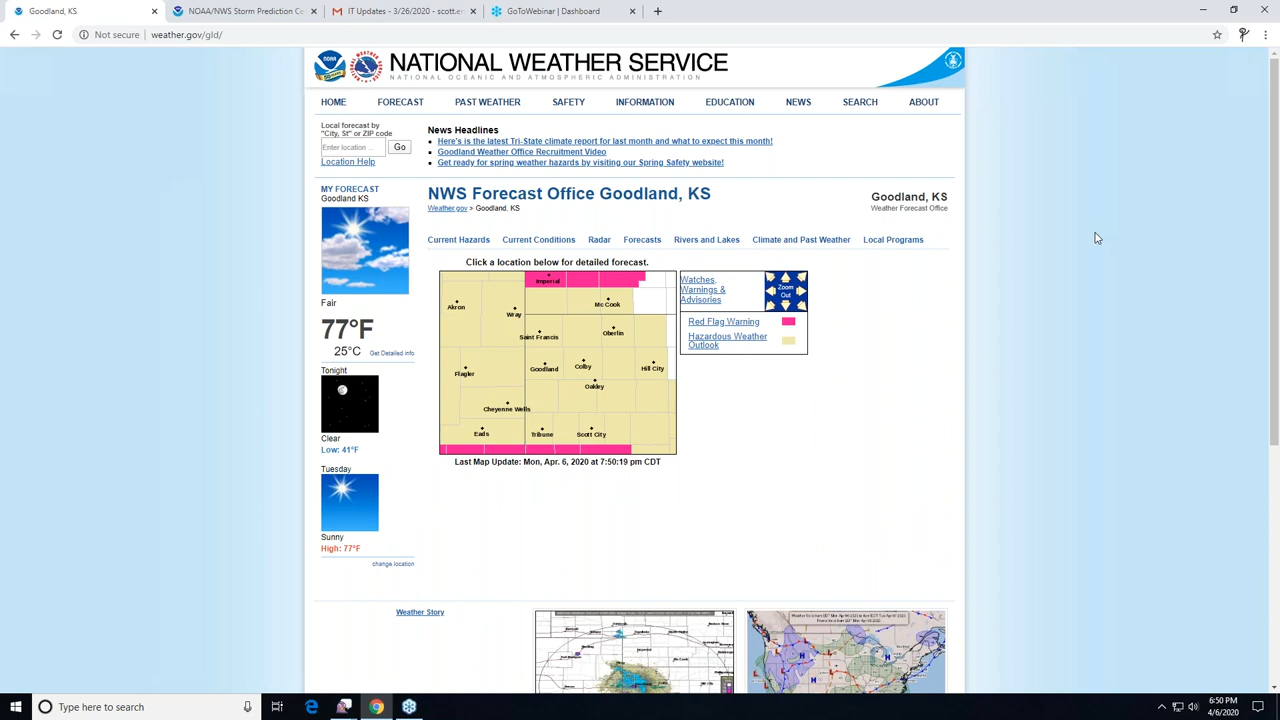 Goodland, KS
NOAA/NWS Storm Prediction Ce
IT Updates - 3/26/2020 - scott.e
GoToWebinar
Not secure | weather.gov/gld/
NATIONAL WEATHER SERVICE
NATIONAL OCEANIC AND ATMOSPHERIC ADMINISTRATION
HOME FORECAST PAST WEATHER SAFETY INFORMATION EDUCATION NEWS SEARCH ABOUT
Local forecast by
"City, St" or ZIP code
Enter location ... Go
Location Help
News Headlines
Here's is the latest Tri-State climate report for last month and what to expect this month!
Goodland Weather Office Recruitment Video
Get ready for spring weather hazards by visiting our Spring Safety website!
MY FORECAST
Goodland KS
Fair
77°F
25°C Get Detailed info
Tonight
Clear
Low: 41°F
Tuesday
Sunny
High: 77°F
change location
NWS Forecast Office Goodland, KS
Weather.gov > Goodland, KS
Goodland, KS
Weather Forecast Office
Current Hazards Current Conditions Radar Forecasts Rivers and Lakes Climate and Past Weather Local Programs
Click a location below for detailed forecast.
Imperial
Akron
Mc Cook
Wray
Saint Francis
Oberlin
Flagler
Goodland
Colby
Hill City
Oakley
Cheyenne Wells
Eads
Tribune
Scott City
Last Map Update: Mon, Apr. 6, 2020 at 7:50:19 pm CDT
Watches,
Warnings &
Advisories
Zoom
Out
Red Flag Warning
Hazardous Weather
Outlook
Weather Story
H
H
H
Type here to search
6:50 PM
4/6/2020